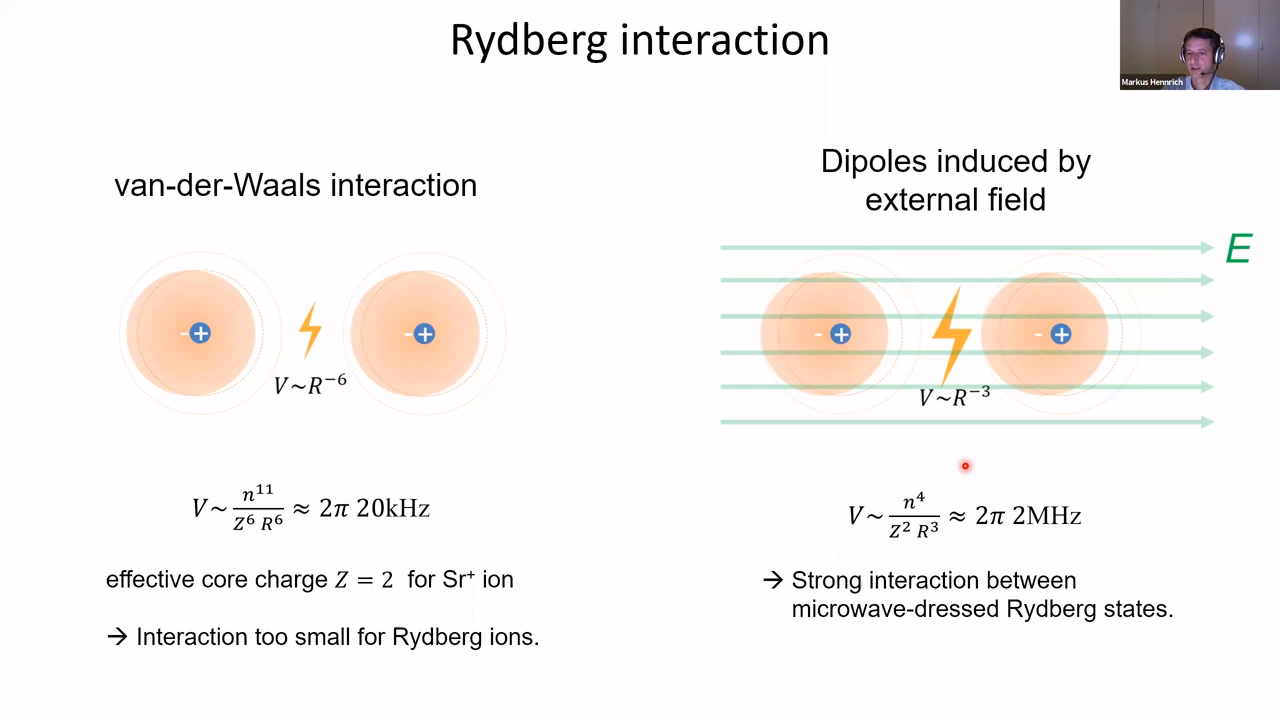 Rydberg interaction
Markus Hennrich
van-der-Waals interaction
- +
- +
V~R⁻⁶
V~ n¹¹/(Z⁶ R⁶) ≈ 2π 20kHz
effective core charge Z = 2 for Sr⁺ ion
→ Interaction too small for Rydberg ions.
Dipoles induced by
external field
E
- +
- +
V~R⁻³
V~ n⁴/(Z² R³) ≈ 2π 2MHz
→ Strong interaction between
microwave-dressed Rydberg states.